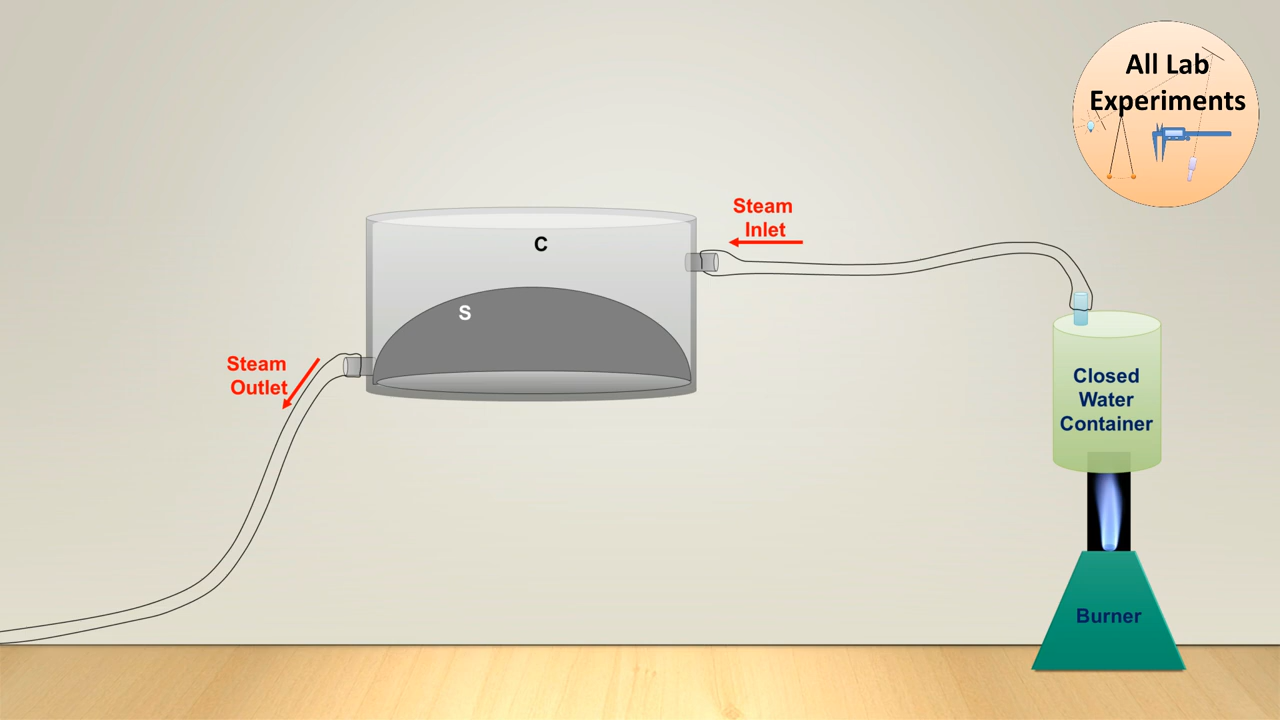 All Lab
Experiments
Steam
Inlet
C
S
Steam
Outlet
Closed
Water
Container
Burner